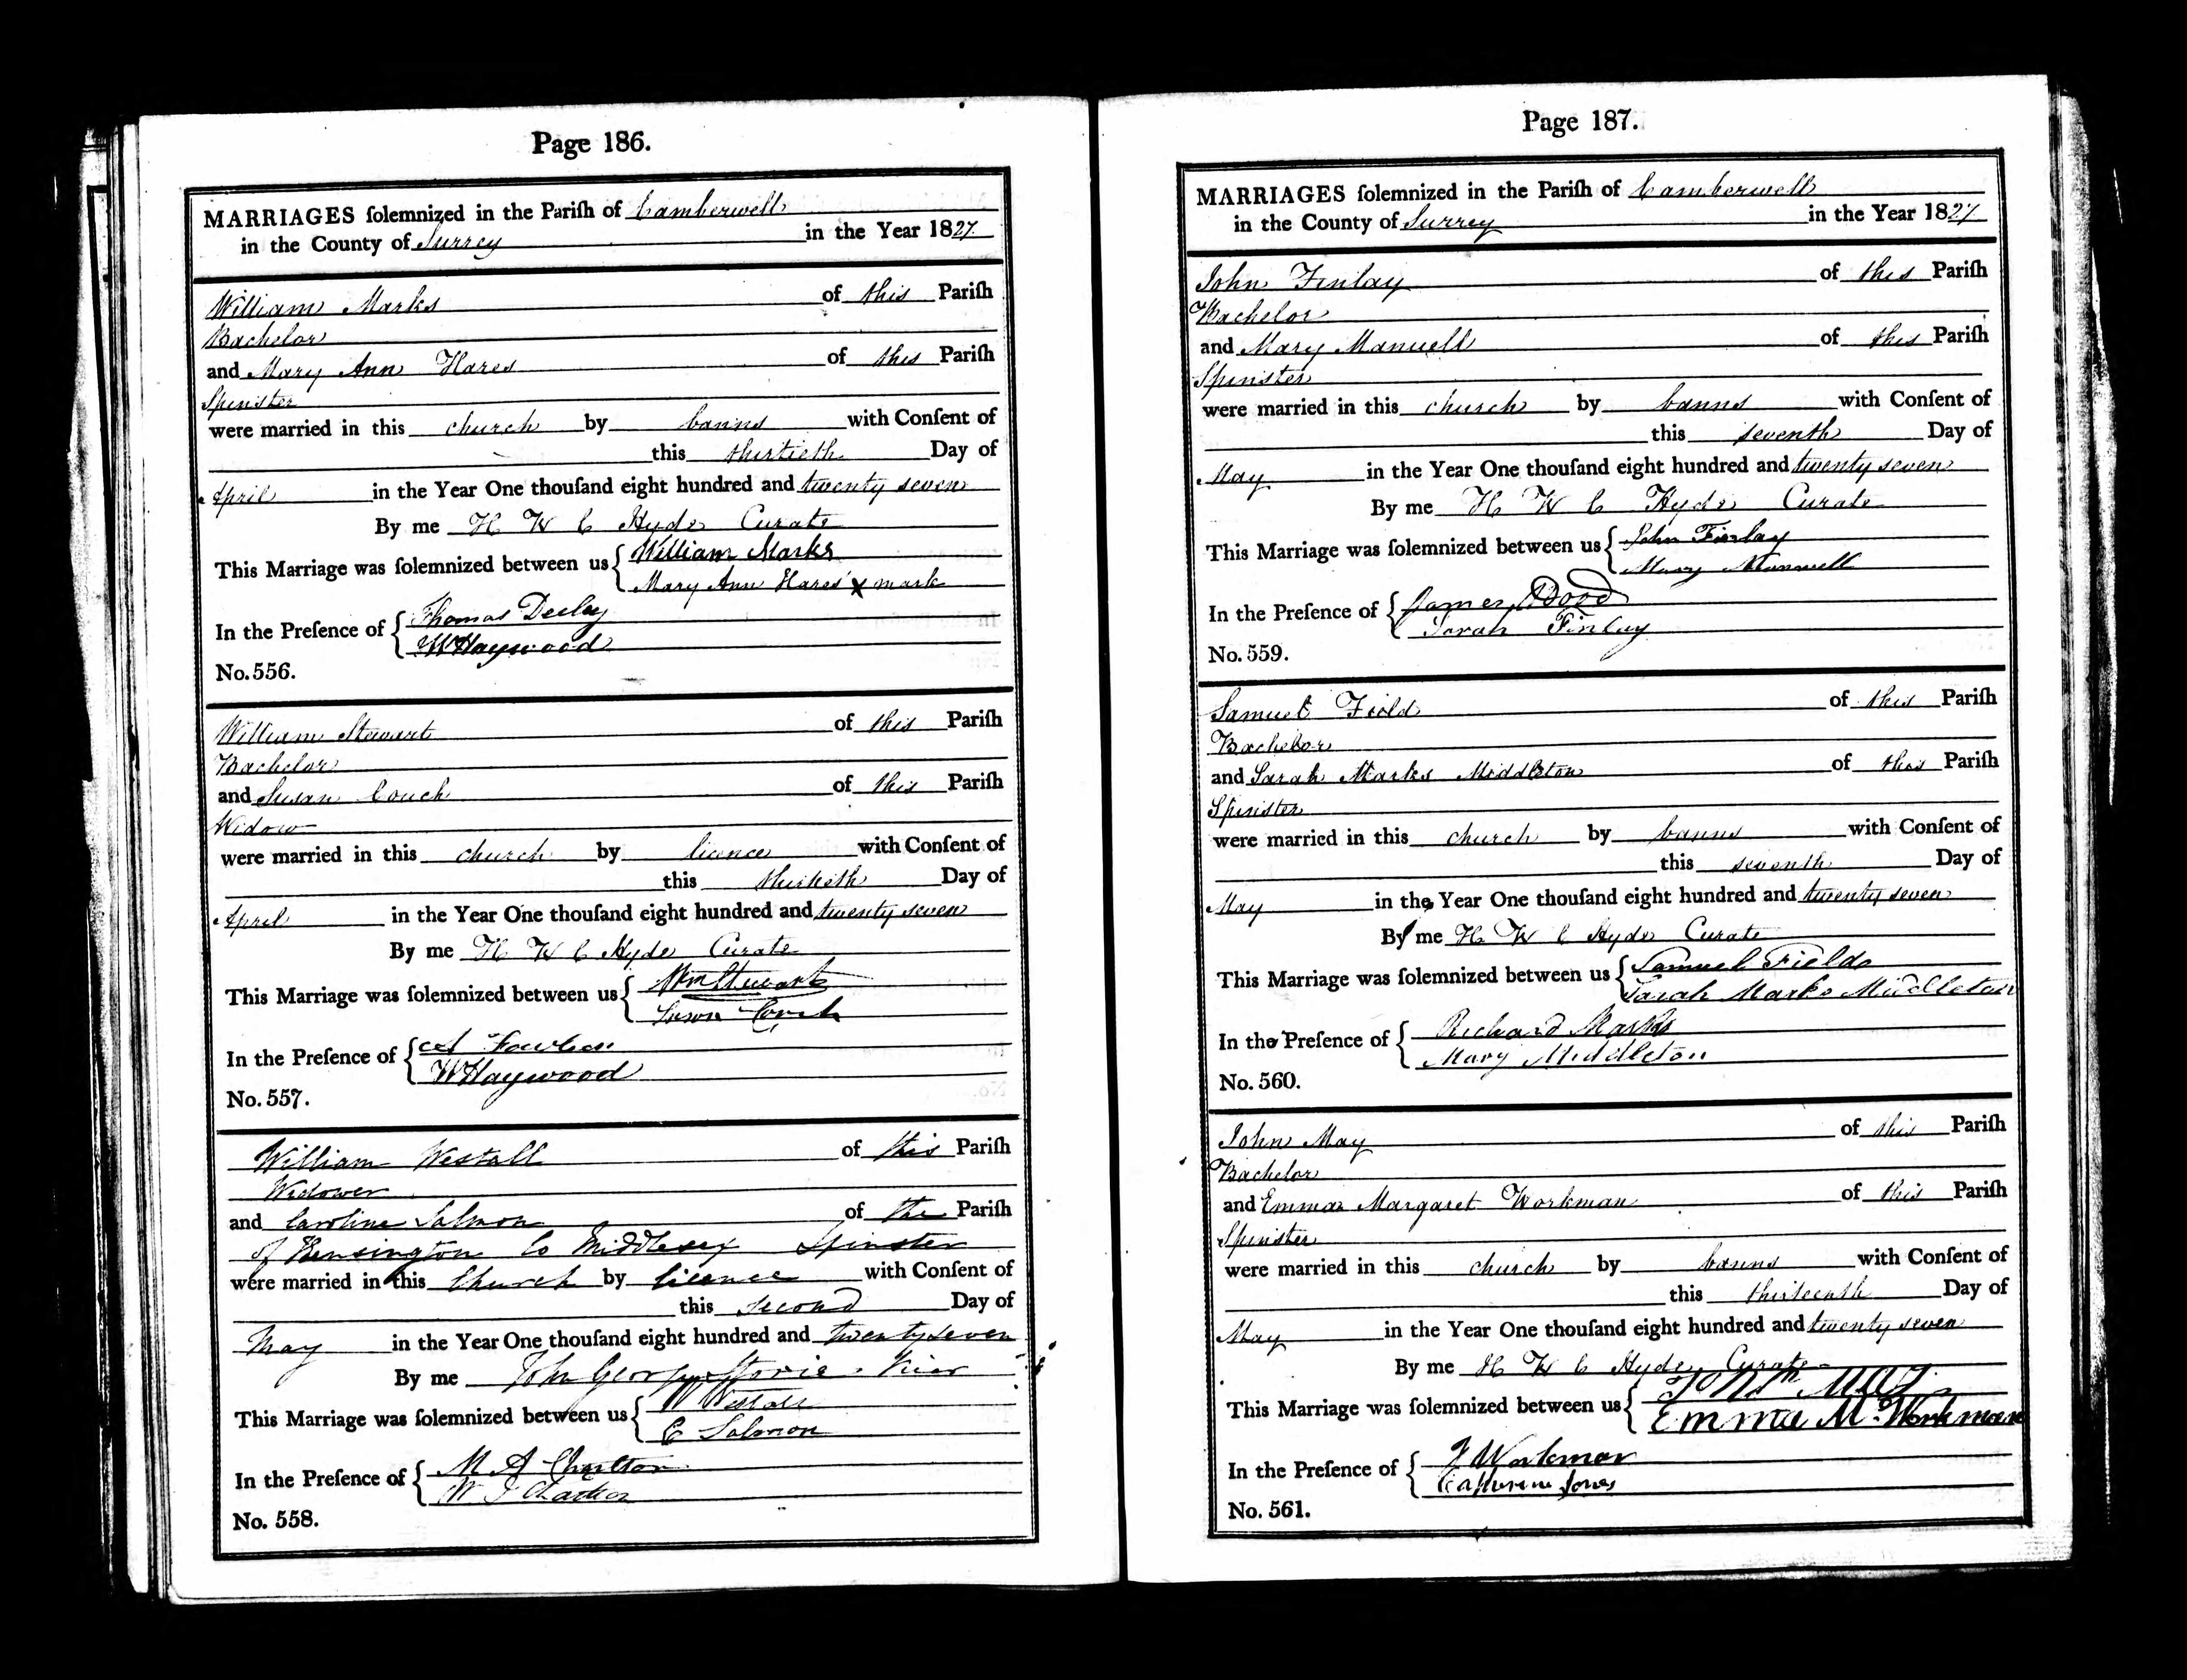 Page 186.
MARRIAGES ſolemnized in the Pariſh of Camberwell
in the County of Surrey in the Year 1827
William Marks of this Pariſh
Bachelor
and Mary Ann Hares of this Pariſh
Spinster
were married in this church by banns with Conſent of
this thirtieth Day of
April in the Year One thouſand eight hundred and twenty seven
By me H W C Hyde Curate
This Marriage was ſolemnized between us { William Marks
Mary Ann Hares' x mark
In the Preſence of { Thomas Deeley
W Haywood
No. 556.
William Stewart of this Pariſh
Bachelor
and Susan Couch of this Pariſh
Widow
were married in this church by licence with Conſent of
this thirtieth Day of
April in the Year One thouſand eight hundred and twenty seven
By me H W C Hyde Curate
This Marriage was ſolemnized between us { Wm Stewart
Susan Couch
In the Preſence of {
W Haywood
No. 557.
William Westall of this Pariſh
Widower
and Caroline Salmon of the Pariſh
of Kensington Co Middlesex Spinster
were married in this Church by licence with Conſent of
this second Day of
May in the Year One thouſand eight hundred and twenty seven
By me John George Storie Vicar
This Marriage was ſolemnized between us { W Westall
C Salmon
In the Preſence of { M A Charlton
W J Charlton
No. 558.
Page 187.
MARRIAGES ſolemnized in the Pariſh of Camberwell
in the County of Surrey in the Year 1827
John Finlay of this Pariſh
Bachelor
and Mary Manuell of this Pariſh
Spinster
were married in this church by banns with Conſent of
this seventh Day of
May in the Year One thouſand eight hundred and twenty seven
By me H W C Hyde Curate
This Marriage was ſolemnized between us { John Finlay
Mary Manuell
In the Preſence of { James Dodd
Sarah Finlay
No. 559.
Samuel Field of this Pariſh
Bachelor
and Sarah Marks Middleton of this Pariſh
Spinster
were married in this church by banns with Conſent of
this seventh Day of
May in the Year One thouſand eight hundred and twenty seven
By me H W C Hyde Curate
This Marriage was ſolemnized between us { Samuel Field
Sarah Marks Middleton
In the Preſence of { Richard Marks
Mary Middleton
No. 560.
John May of this Pariſh
Bachelor
and Emma Margaret Workman of this Pariſh
Spinster
were married in this church by banns with Conſent of
this thirteenth Day of
May in the Year One thouſand eight hundred and twenty seven
By me H W C Hyde Curate
This Marriage was ſolemnized between us { John May
Emma M. Workman
In the Preſence of { J Workman
Catherine Jones
No. 561.